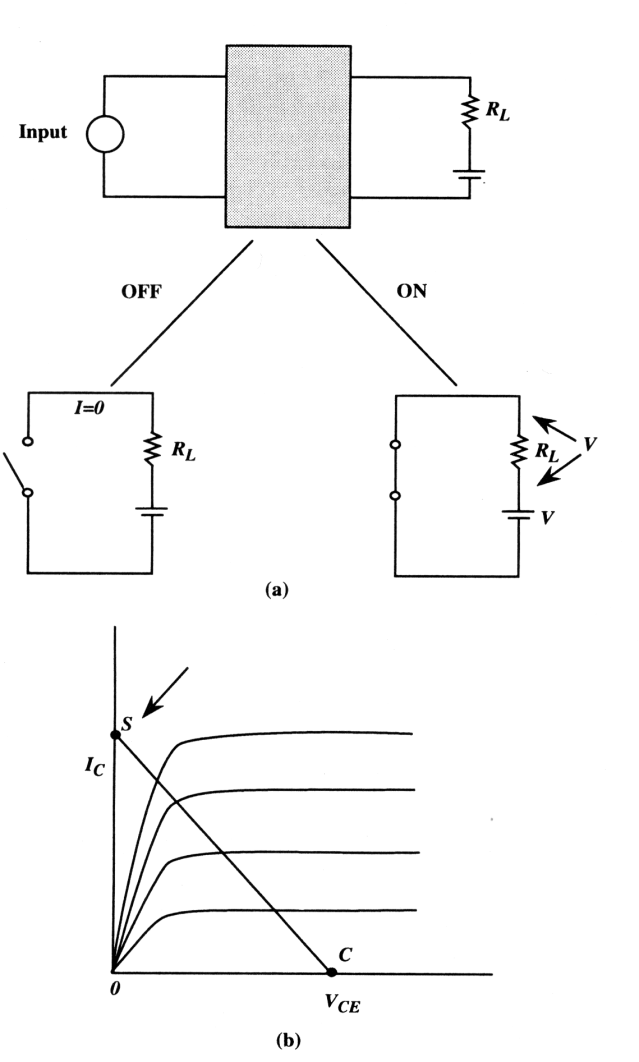 Input
R_L
OFF
ON
I=0
R_L
R_L
V
V
(a)
S
I_C
C
0
V_CE
(b)